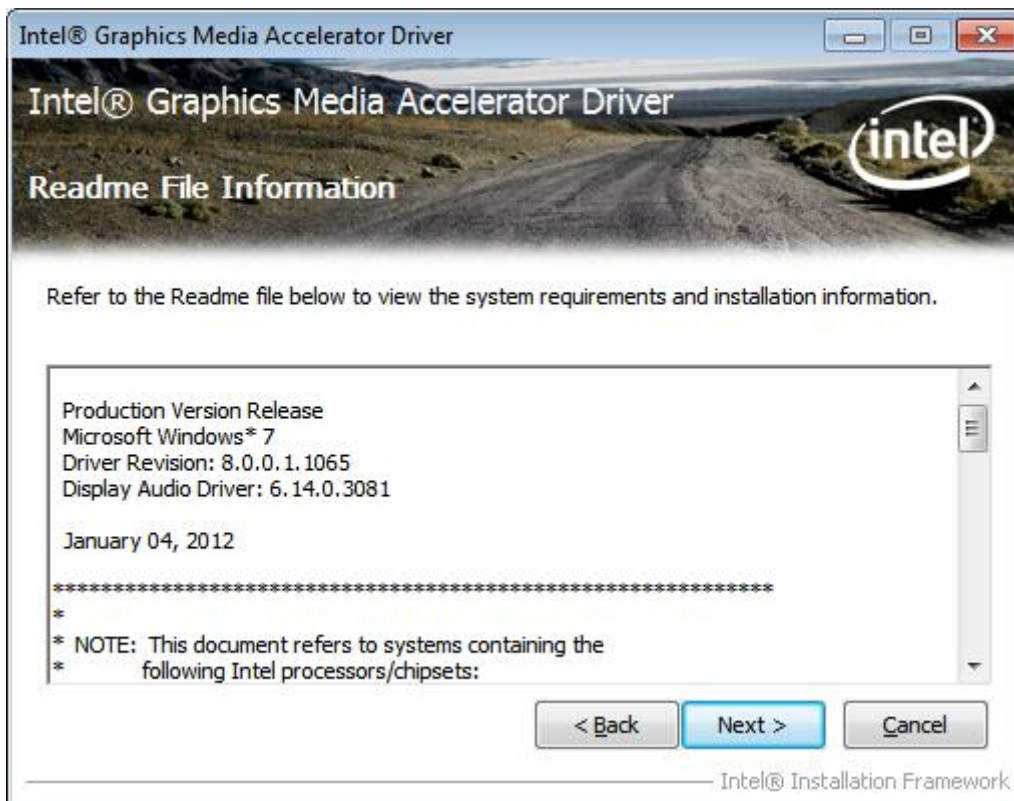 Intel® Graphics Media Accelerator Driver
Intel® Graphics Media Accelerator Driver
intel
Readme File Information
Refer to the Readme file below to view the system requirements and installation information.
Production Version Release
Microsoft Windows* 7
Driver Revision: 8.0.0.1.1065
Display Audio Driver: 6.14.0.3081
January 04, 2012
************************************************************
*
* NOTE: This document refers to systems containing the
* following Intel processors/chipsets:
< Back
Next >
Cancel
Intel® Installation Framework